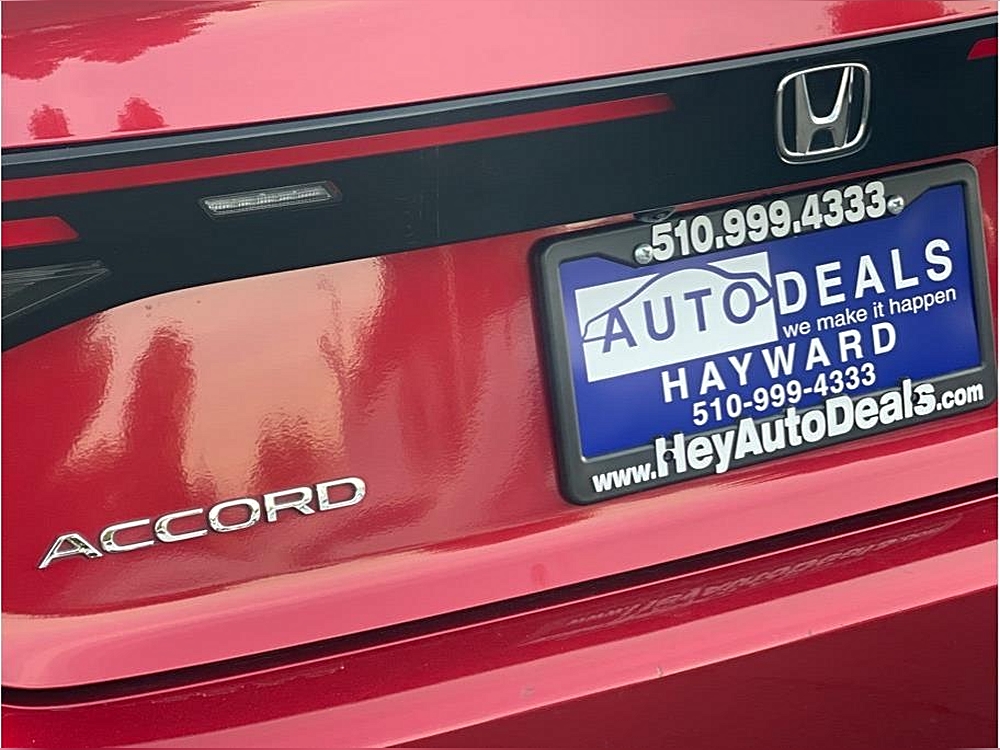 510.999.4333
AUTO DEALS
we make it happen
HAYWARD
510-999-4333
www.HeyAutoDeals.com
ACCORD